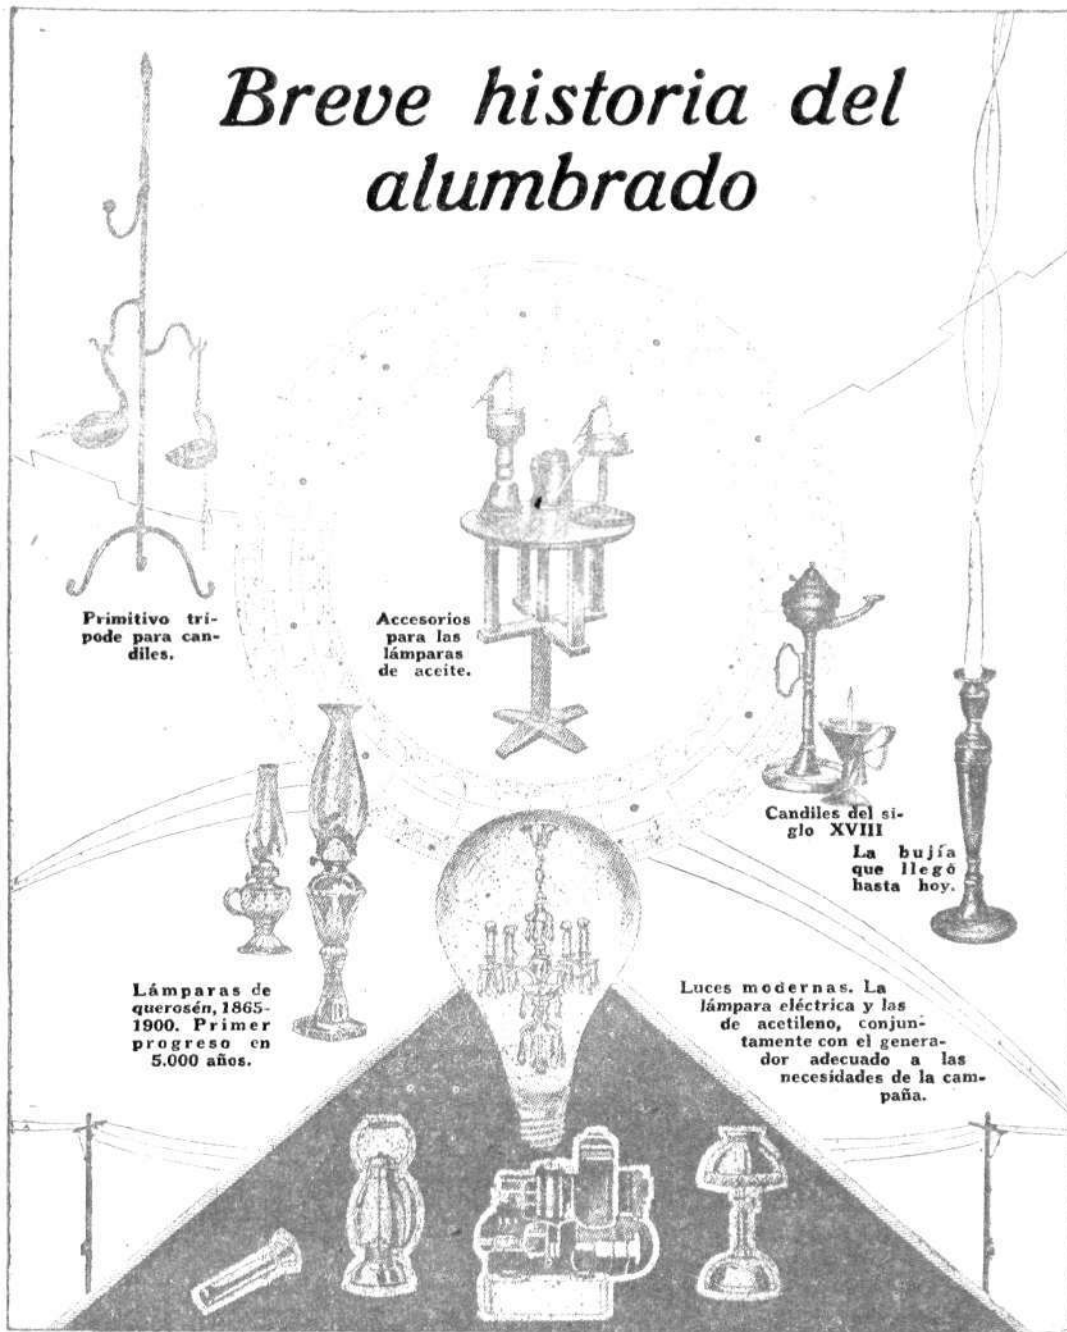 Breve historia del
alumbrado
Primitivo trí-
pode para can-
diles.
Accesorios
para las
lámparas
de aceite.
Candiles del si-
glo XVIII
La bujía
que llegó
hasta hoy.
Lámparas de
querosén, 1865-
1900. Primer
progreso en
5.000 años.
Luces modernas. La
lámpara eléctrica y las
de acetileno, conjun-
tamente con el genera-
dor adecuado a las
necesidades de la cam-
paña.